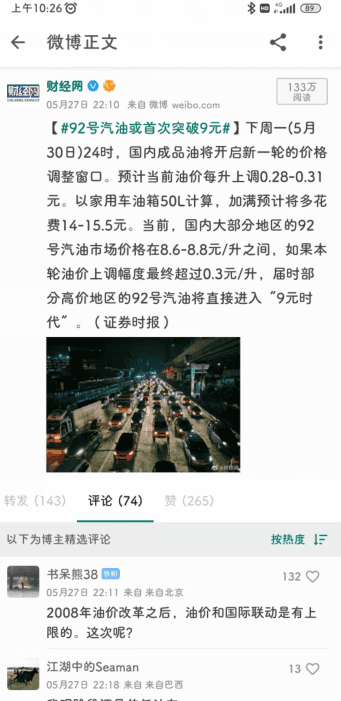 上午10:26
4G
HD
89
微博正文
财经网
财经网
133万
阅读
05月27日 22:10 来自 微博 weibo.com
【#92号汽油或首次突破9元#】下周一(5月
30日)24时，国内成品油将开启新一轮的价格
调整窗口。预计当前油价每升上调0.28-0.31
元。以家用车油箱50L计算，加满预计将多花
费14-15.5元。当前，国内大部分地区的92
号汽油市场价格在8.6-8.8元/升之间，如果本
轮油价上调幅度最终超过0.3元/升，届时部
分高价地区的92号汽油将直接进入“9元时
代”。（证券时报）
转发 (143) 评论 (74) 赞 (265)
以下为博主精选评论 按热度
书呆熊38 132
05月27日 22:11 来自 来自北京
2008年油价改革之后，油价和国际联动是有上
限的。这次呢？
江湖中的Seaman 13
05月27日 22:18 来自 来自巴西